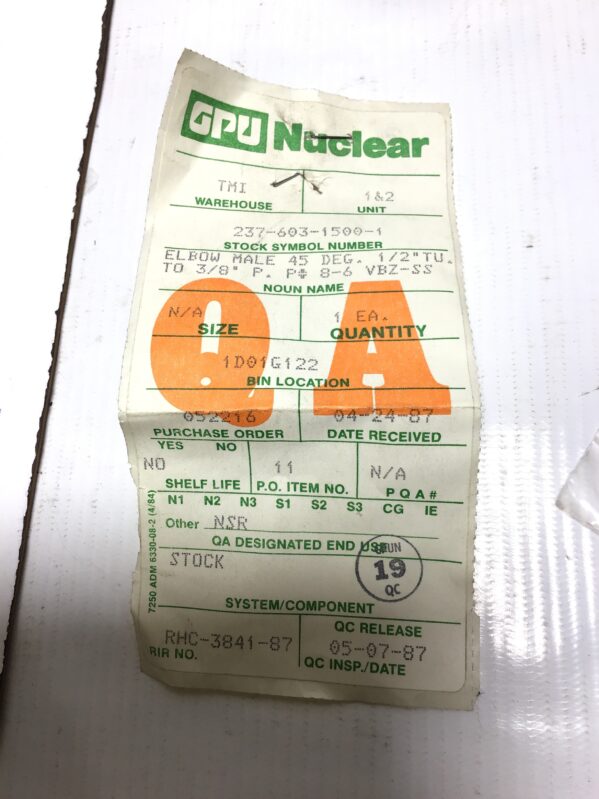 GPU Nuclear
TMI 1&2
WAREHOUSE UNIT
237-603-1500-1
STOCK SYMBOL NUMBER
ELBOW MALE 45 DEG. 1/2"TU.
TO 3/8" P. P# 8-6 VBZ-SS
NOUN NAME
QA
N/A 1 EA.
SIZE QUANTITY
1D01G122
BIN LOCATION
052216 04-24-87
PURCHASE ORDER DATE RECEIVED
YES NO
NO 11 N/A
SHELF LIFE P.O. ITEM NO. P Q A #
N1 N2 N3 S1 S2 S3 CG IE
Other NSR
QA DESIGNATED END USE
STOCK
GPUN
19
QC
SYSTEM/COMPONENT
QC RELEASE
RHC-3841-87 05-07-87
RIR NO. QC INSP./DATE
7250 ADM 6330-08-2 (4/84)